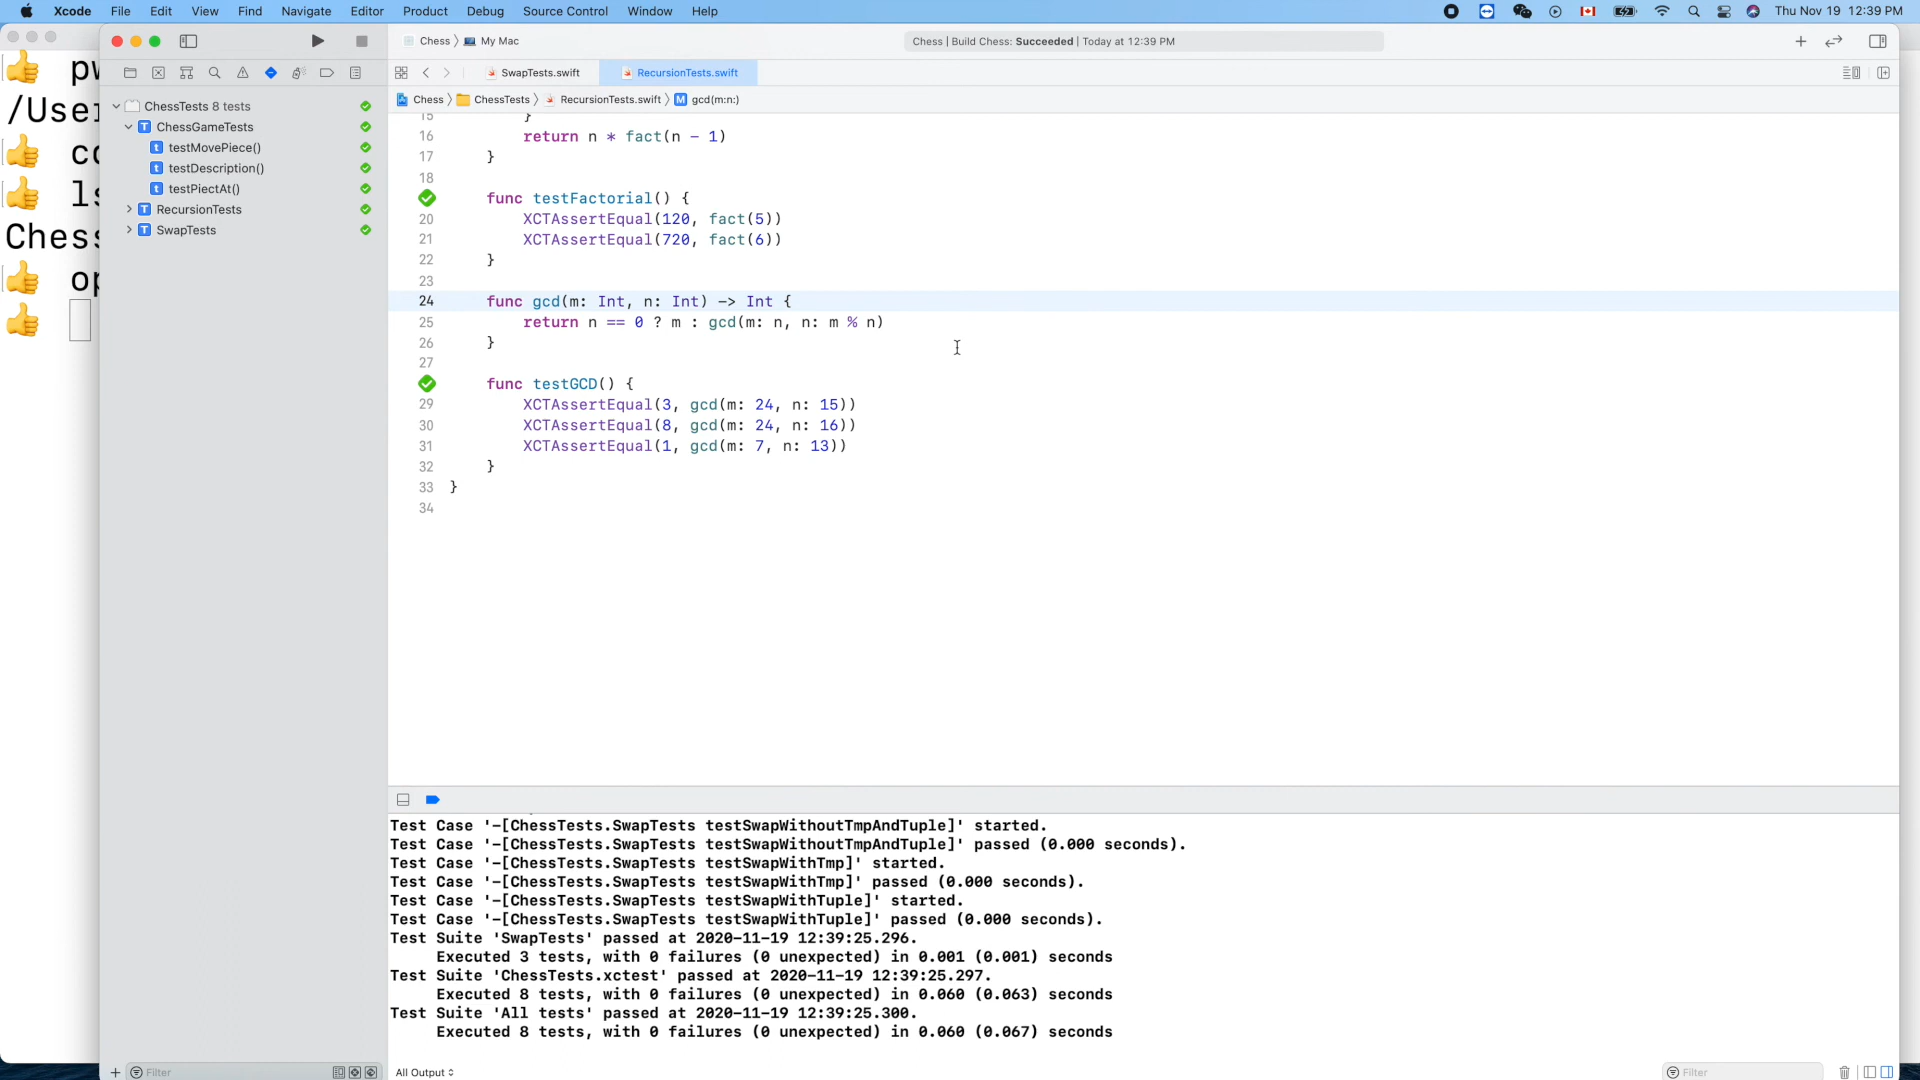 Xcode File Edit View Find Navigate Editor Product Debug Source Control Window Help
Thu Nov 19 12:39 PM
Chess 〉 My Mac
Chess | Build Chess: Succeeded | Today at 12:39 PM
SwapTests.swift
RecursionTests.swift
Chess 〉 ChessTests 〉 RecursionTests.swift 〉 M gcd(m:n:)
/User
ls
Chess
ChessTests 8 tests
T ChessGameTests
t testMovePiece()
t testDescription()
t testPiectAt()
T RecursionTests
T SwapTests
15 }
16 return n * fact(n - 1)
17 }
18
func testFactorial() {
20 XCTAssertEqual(120, fact(5))
21 XCTAssertEqual(720, fact(6))
22 }
23
24 func gcd(m: Int, n: Int) -> Int {
25 return n == 0 ? m : gcd(m: n, n: m % n)
26 }
27
func testGCD() {
29 XCTAssertEqual(3, gcd(m: 24, n: 15))
30 XCTAssertEqual(8, gcd(m: 24, n: 16))
31 XCTAssertEqual(1, gcd(m: 7, n: 13))
32 }
33 }
34
Test Case '-[ChessTests.SwapTests testSwapWithoutTmpAndTuple]' started.
Test Case '-[ChessTests.SwapTests testSwapWithoutTmpAndTuple]' passed (0.000 seconds).
Test Case '-[ChessTests.SwapTests testSwapWithTmp]' started.
Test Case '-[ChessTests.SwapTests testSwapWithTmp]' passed (0.000 seconds).
Test Case '-[ChessTests.SwapTests testSwapWithTuple]' started.
Test Case '-[ChessTests.SwapTests testSwapWithTuple]' passed (0.000 seconds).
Test Suite 'SwapTests' passed at 2020-11-19 12:39:25.296.
Executed 3 tests, with 0 failures (0 unexpected) in 0.001 (0.001) seconds
Test Suite 'ChessTests.xctest' passed at 2020-11-19 12:39:25.297.
Executed 8 tests, with 0 failures (0 unexpected) in 0.060 (0.063) seconds
Test Suite 'All tests' passed at 2020-11-19 12:39:25.300.
Executed 8 tests, with 0 failures (0 unexpected) in 0.060 (0.067) seconds
Filter
All Output
Filter